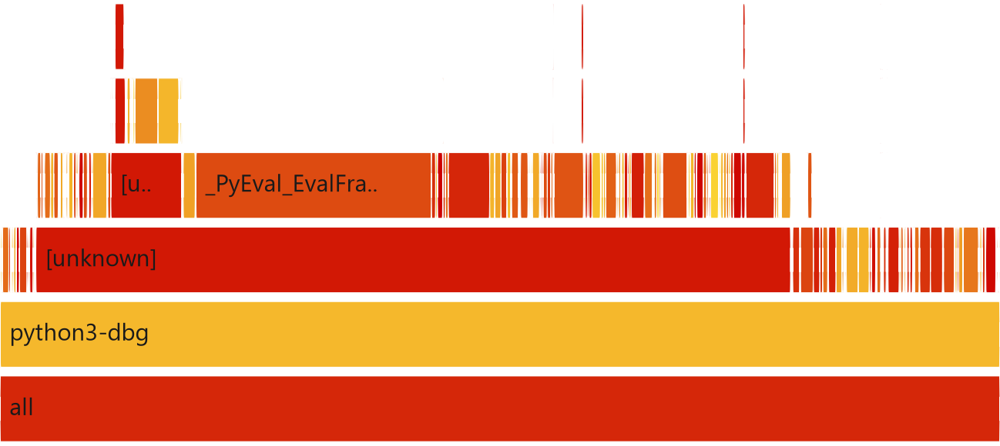 [u.. _PyEval_EvalFra..
[unknown]
python3-dbg
all